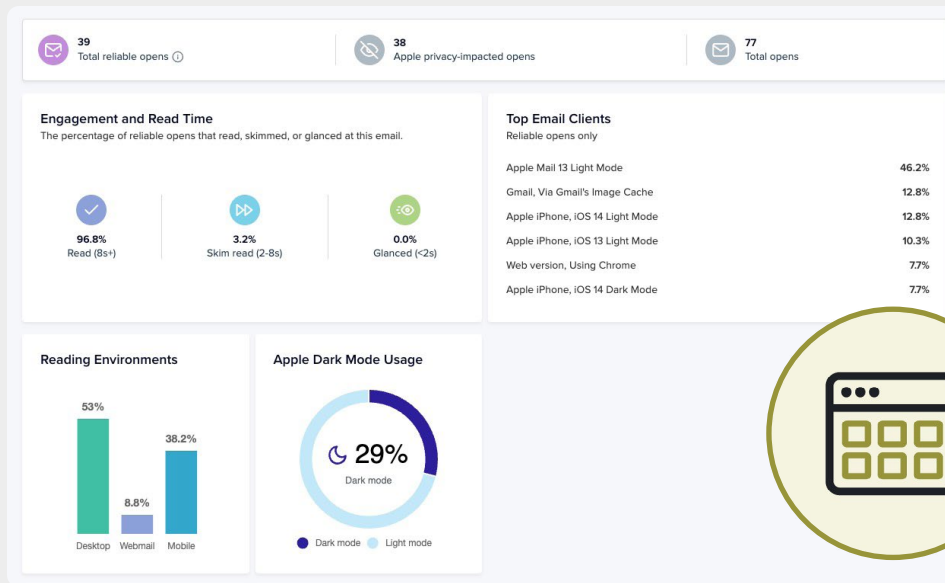 39
Total reliable opens
38
Apple privacy-impacted opens
77
Total opens
Engagement and Read Time
The percentage of reliable opens that read, skimmed, or glanced at this email.
96.8%
Read (8s+)
3.2%
Skim read (2-8s)
0.0%
Glanced (<2s)
Top Email Clients
Reliable opens only
Apple Mail 13 Light Mode 46.2%
Gmail, Via Gmail's Image Cache 12.8%
Apple iPhone, iOS 14 Light Mode 12.8%
Apple iPhone, iOS 13 Light Mode 10.3%
Web version, Using Chrome 7.7%
Apple iPhone, iOS 14 Dark Mode 7.7%
Reading Environments
53%
8.8%
38.2%
Desktop Webmail Mobile
Apple Dark Mode Usage
29%
Dark mode
Dark mode Light mode